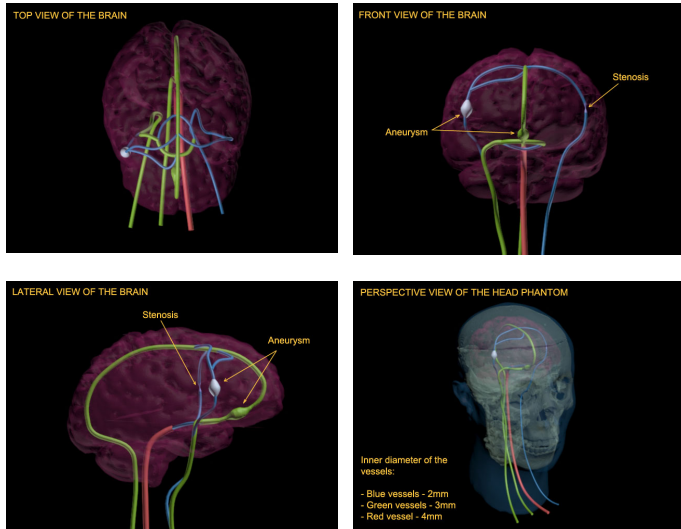 TOP VIEW OF THE BRAIN
FRONT VIEW OF THE BRAIN
Stenosis
Aneurysm
LATERAL VIEW OF THE BRAIN
Stenosis
Aneurysm
PERSPECTIVE VIEW OF THE HEAD PHANTOM
Inner diameter of the
vessels:
- Blue vessels - 2mm
- Green vessels - 3mm
- Red vessel - 4mm